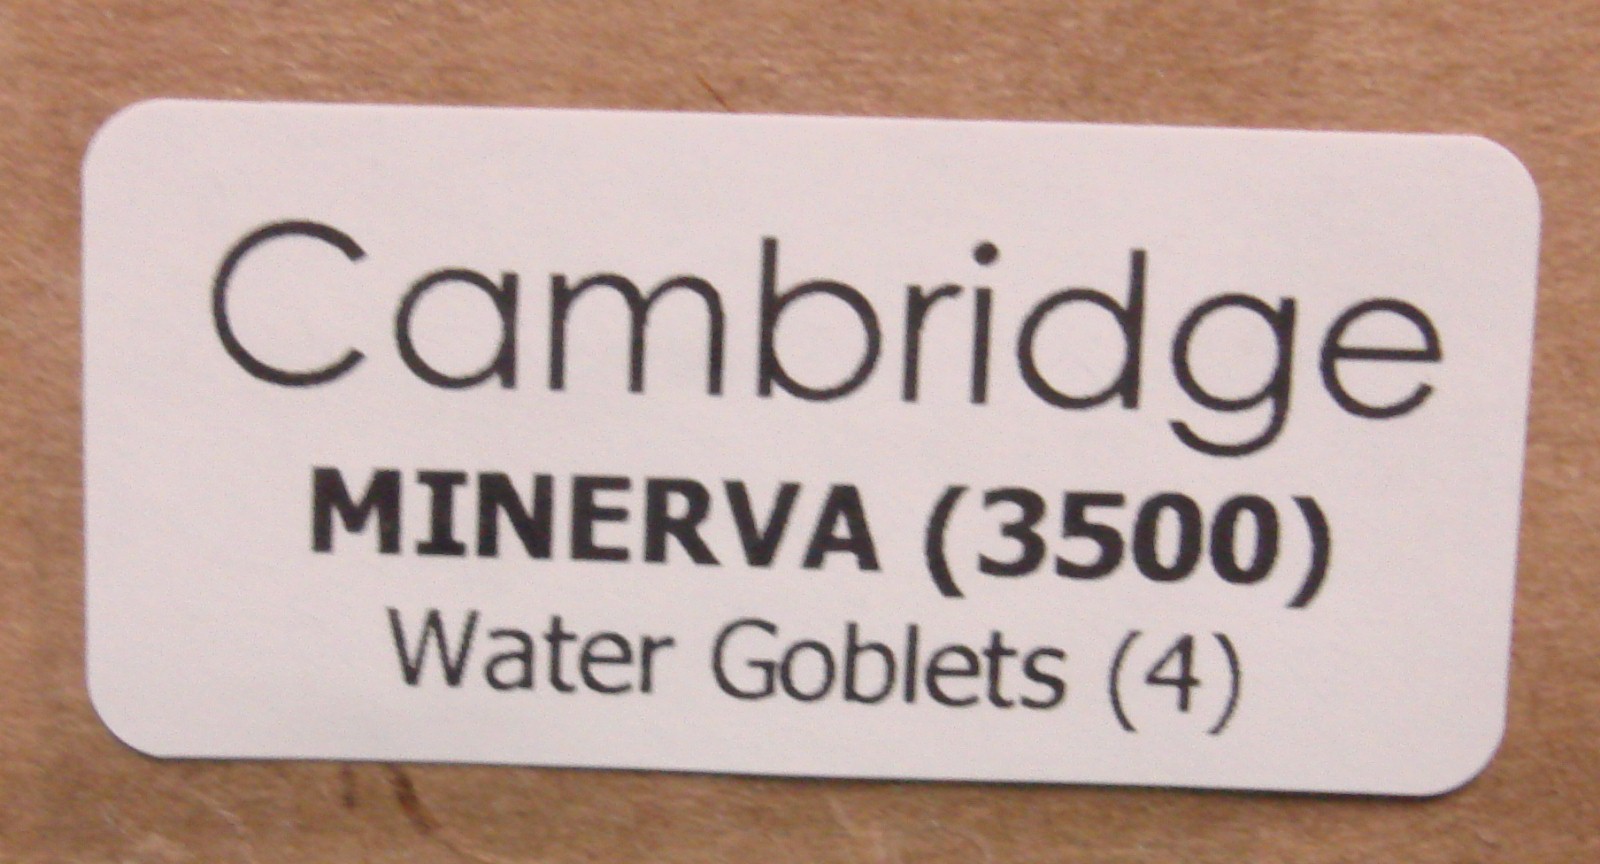 Cambridge
MINERVA (3500)
Water Goblets (4)